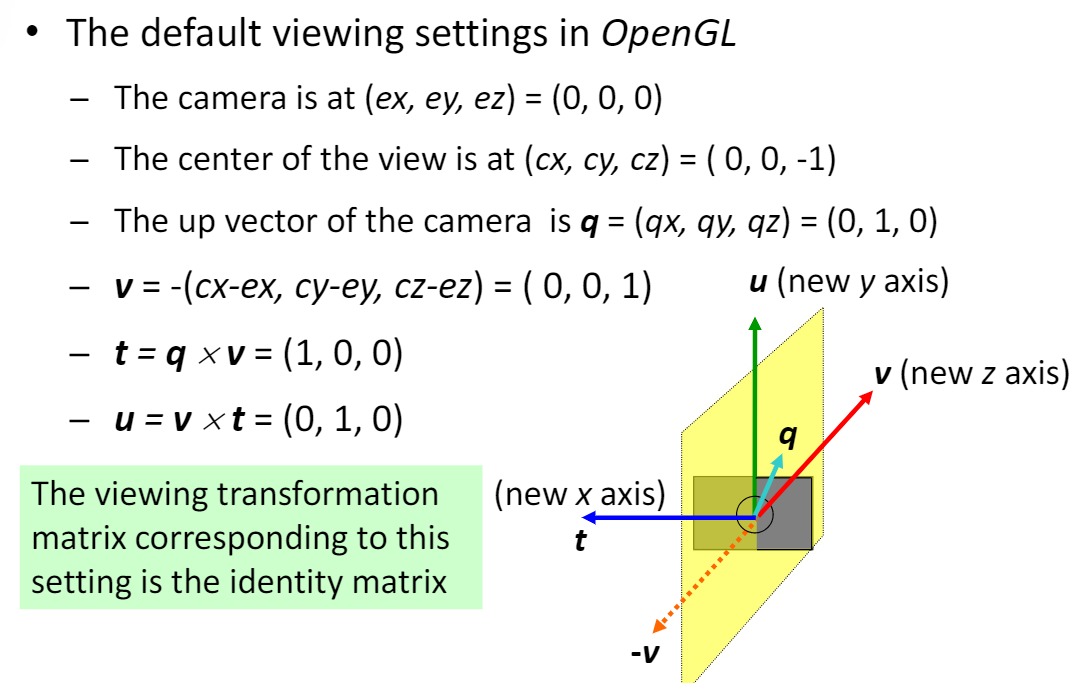 • The default viewing settings in OpenGL
– The camera is at (ex, ey, ez) = (0, 0, 0)
– The center of the view is at (cx, cy, cz) = ( 0, 0, -1)
– The up vector of the camera is q = (qx, qy, qz) = (0, 1, 0)
– v = -(cx-ex, cy-ey, cz-ez) = ( 0, 0, 1)
– t = q × v = (1, 0, 0)
– u = v × t = (0, 1, 0)
The viewing transformation
matrix corresponding to this
setting is the identity matrix
u (new y axis)
v (new z axis)
q
(new x axis)
t
-v